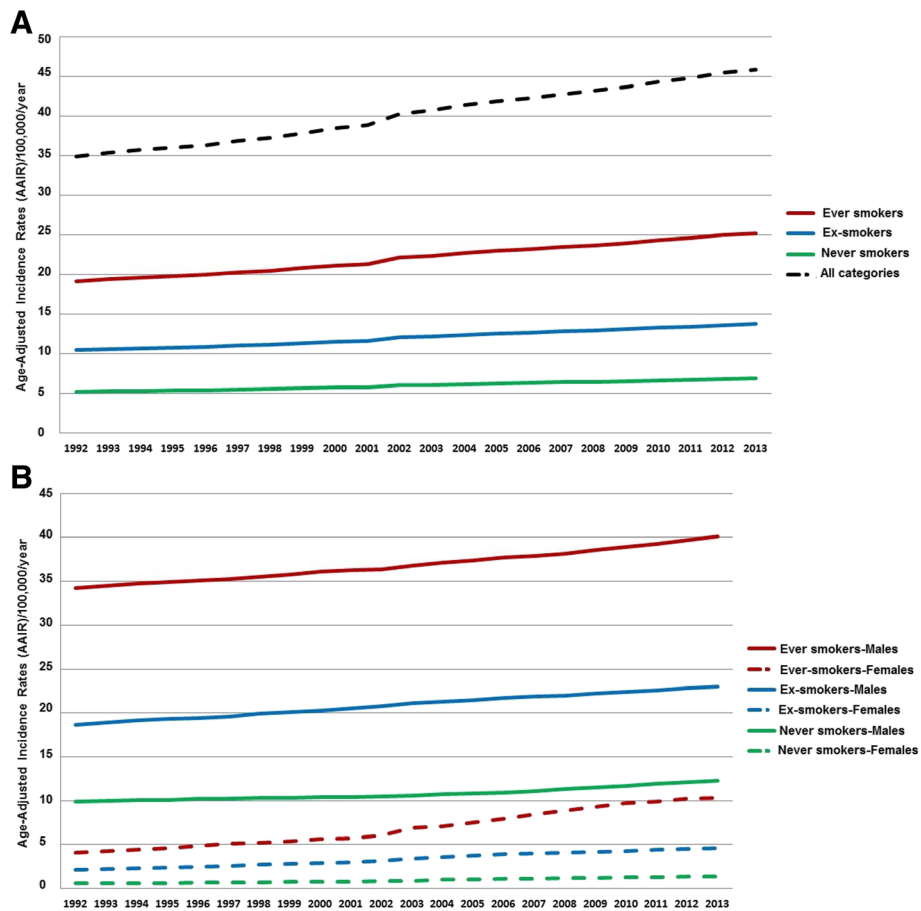 A
Age-Adjusted Incidence Rates (AAIR)/100,000/year
50
45
40
35
30
25
20
15
10
5
0
1992 1993 1994 1995 1996 1997 1998 1999 2000 2001 2002 2003 2004 2005 2006 2007 2008 2009 2010 2011 2012 2013
Ever smokers
Ex-smokers
Never smokers
All categories
B
Age-Adjusted Incidence Rates (AAIR)/100,000/year
45
40
35
30
25
20
15
10
5
0
1992 1993 1994 1995 1996 1997 1998 1999 2000 2001 2002 2003 2004 2005 2006 2007 2008 2009 2010 2011 2012 2013
Ever smokers-Males
Ever-smokers-Females
Ex-smokers-Males
Ex-smokers-Females
Never smokers-Males
Never smokers-Females